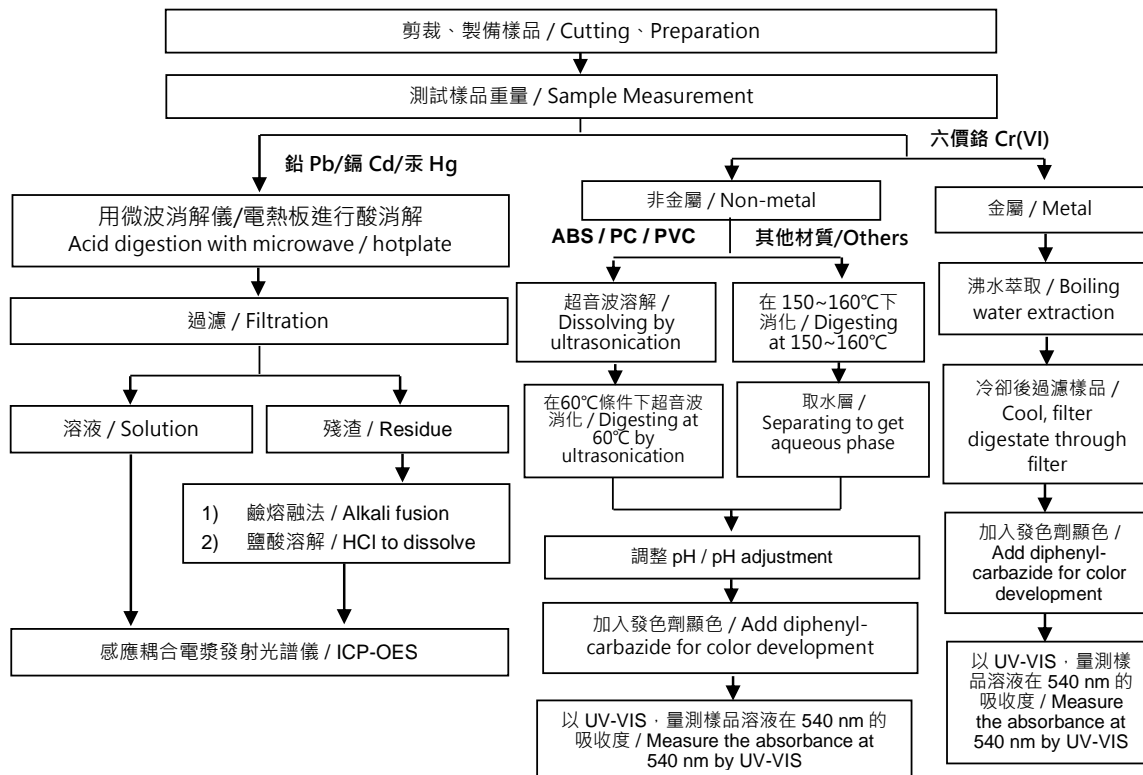 剪裁、製備樣品 / Cutting、Preparation
測試樣品重量 / Sample Measurement
鉛 Pb/鎘 Cd/汞 Hg
六價鉻 Cr(VI)
用微波消解儀/電熱板進行酸消解
Acid digestion with microwave / hotplate
過濾 / Filtration
溶液 / Solution
殘渣 / Residue
1) 鹼熔融法 / Alkali fusion
2) 鹽酸溶解 / HCl to dissolve
感應耦合電漿發射光譜儀 / ICP-OES
非金屬 / Non-metal
ABS / PC / PVC
其他材質/Others
超音波溶解 /
Dissolving by
ultrasonication
在 150~160℃下
消化 / Digesting
at 150~160℃
在60℃條件下超音波
消化 / Digesting at
60℃ by
ultrasonication
取水層 /
Separating to get
aqueous phase
調整 pH / pH adjustment
加入發色劑顯色 / Add diphenyl-
carbazide for color development
以 UV-VIS，量測樣品溶液在 540 nm 的
吸收度 / Measure the absorbance at
540 nm by UV-VIS
金屬 / Metal
沸水萃取 / Boiling
water extraction
冷卻後過濾樣品 /
Cool, filter
digestate through
filter
加入發色劑顯色 /
Add diphenyl-
carbazide for color
development
以 UV-VIS，量測樣
品溶液在 540 nm 的
吸收度 / Measure
the absorbance at
540 nm by UV-VIS